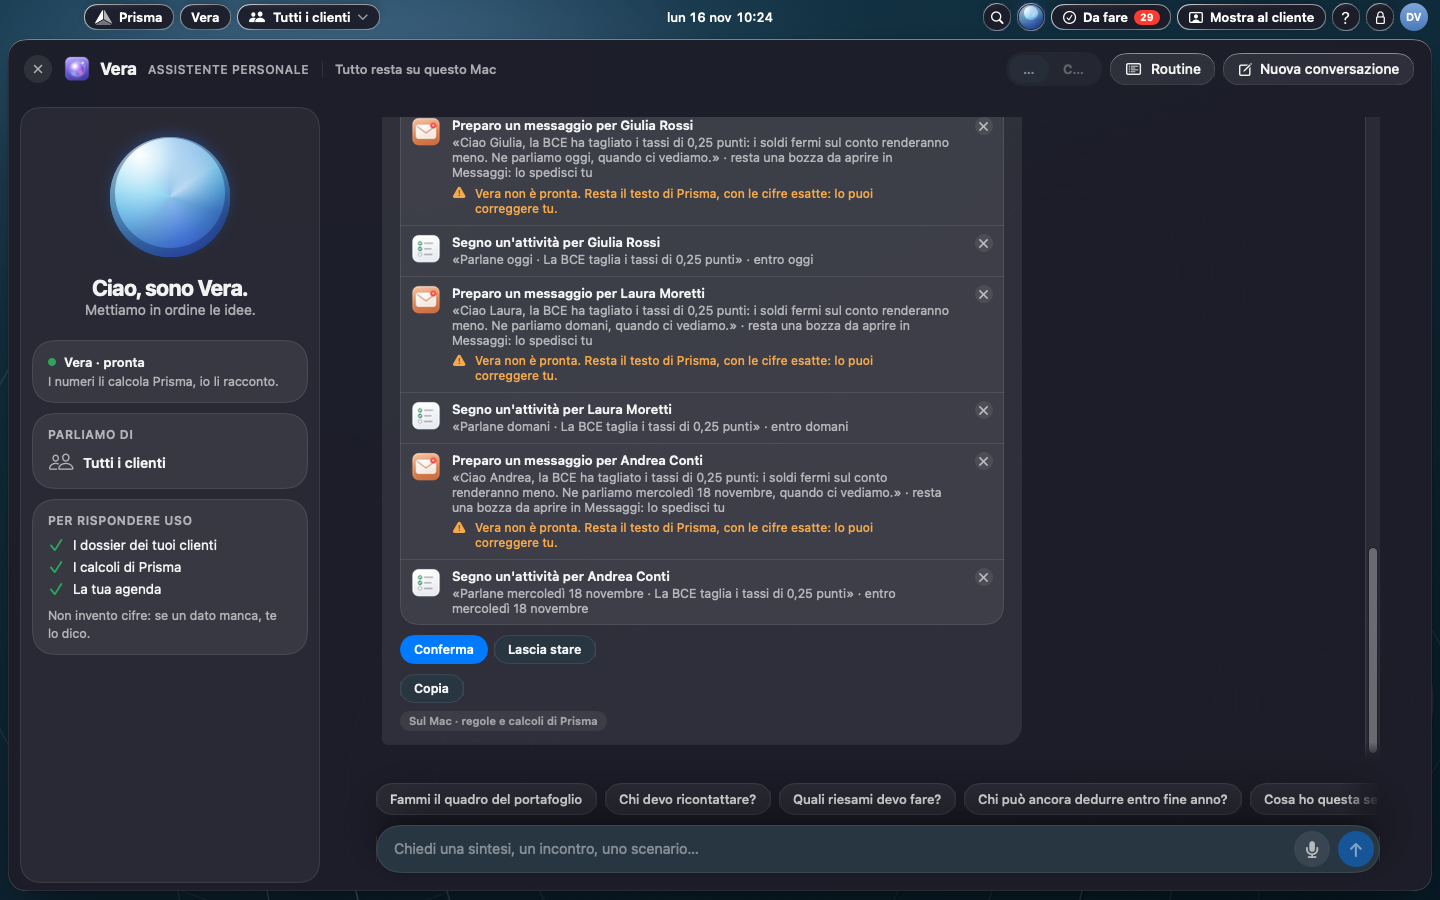 Prisma
Vera
Tutti i clienti
lun 16 nov 10:24
Da fare 29
Mostra al cliente
?
DV
Vera ASSISTENTE PERSONALE Tutto resta su questo Mac
... C...
Routine
Nuova conversazione
Ciao, sono Vera.
Mettiamo in ordine le idee.
Vera · pronta
I numeri li calcola Prisma, io li racconto.
PARLIAMO DI
Tutti i clienti
PER RISPONDERE USO
I dossier dei tuoi clienti
I calcoli di Prisma
La tua agenda
Non invento cifre: se un dato manca, te
lo dico.
Preparo un messaggio per Giulia Rossi
«Ciao Giulia, la BCE ha tagliato i tassi di 0,25 punti: i soldi fermi sul conto renderanno
meno. Ne parliamo oggi, quando ci vediamo.» · resta una bozza da aprire in
Messaggi: lo spedisci tu
Vera non è pronta. Resta il testo di Prisma, con le cifre esatte: lo puoi
correggere tu.
Segno un'attività per Giulia Rossi
«Parlane oggi · La BCE taglia i tassi di 0,25 punti» · entro oggi
Preparo un messaggio per Laura Moretti
«Ciao Laura, la BCE ha tagliato i tassi di 0,25 punti: i soldi fermi sul conto renderanno
meno. Ne parliamo domani, quando ci vediamo.» · resta una bozza da aprire in
Messaggi: lo spedisci tu
Vera non è pronta. Resta il testo di Prisma, con le cifre esatte: lo puoi
correggere tu.
Segno un'attività per Laura Moretti
«Parlane domani · La BCE taglia i tassi di 0,25 punti» · entro domani
Preparo un messaggio per Andrea Conti
«Ciao Andrea, la BCE ha tagliato i tassi di 0,25 punti: i soldi fermi sul conto
renderanno meno. Ne parliamo mercoledì 18 novembre, quando ci vediamo.» · resta
una bozza da aprire in Messaggi: lo spedisci tu
Vera non è pronta. Resta il testo di Prisma, con le cifre esatte: lo puoi
correggere tu.
Segno un'attività per Andrea Conti
«Parlane mercoledì 18 novembre · La BCE taglia i tassi di 0,25 punti» · entro
mercoledì 18 novembre
Conferma
Lascia stare
Copia
Sul Mac · regole e calcoli di Prisma
Fammi il quadro del portafoglio
Chi devo ricontattare?
Quali riesami devo fare?
Chi può ancora dedurre entro fine anno?
Cosa ho questa se
Chiedi una sintesi, un incontro, uno scenario...